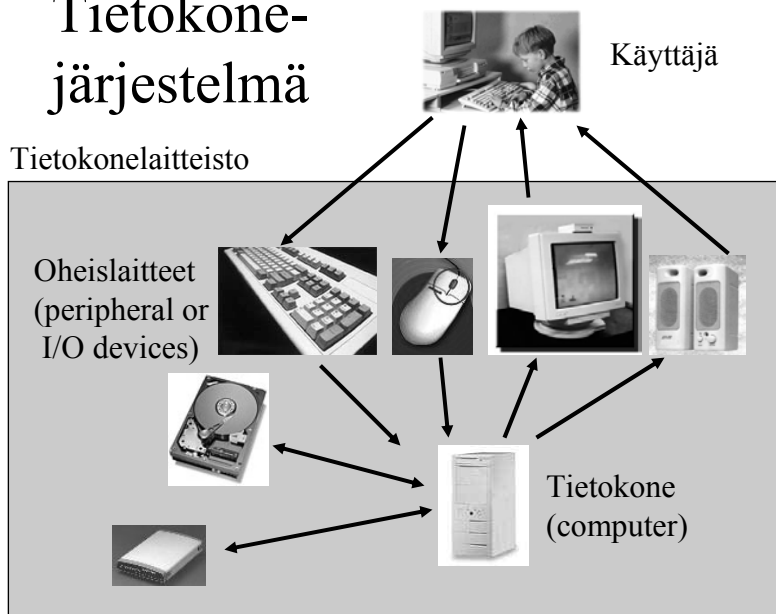 Tietokone-
järjestelmä
Käyttäjä
Tietokonelaitteisto
Oheislaitteet
(peripheral or
I/O devices)
Tietokone
(computer)